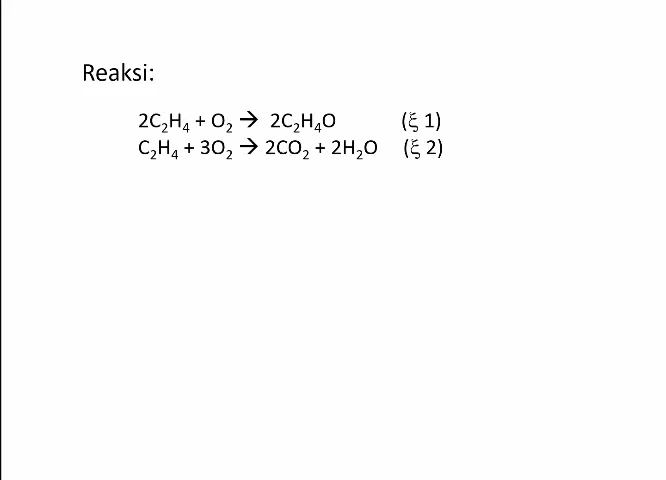 Reaksi:
2C₂H₄ + O₂ → 2C₂H₄O (ξ 1)
C₂H₄ + 3O₂ → 2CO₂ + 2H₂O (ξ 2)